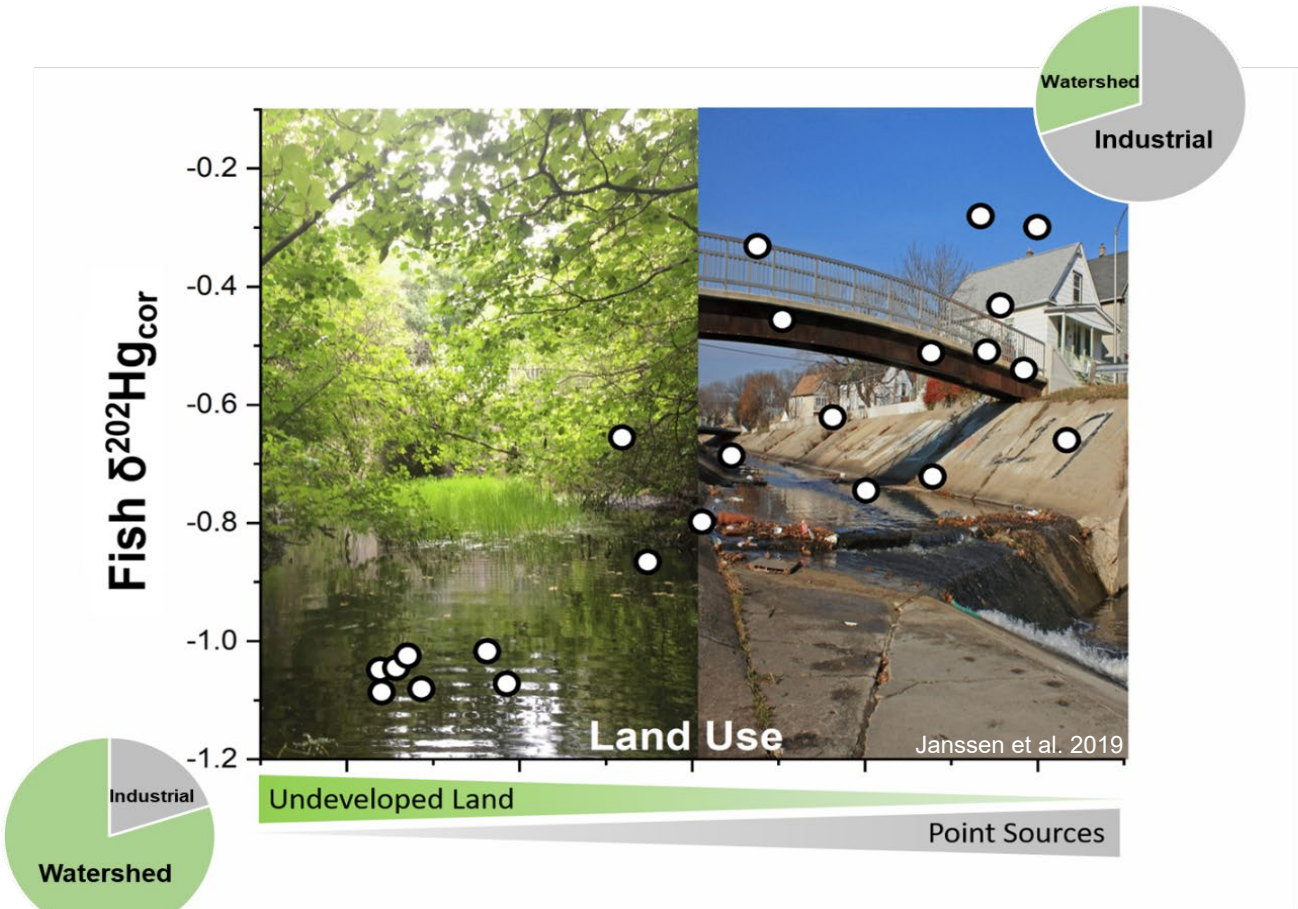 Watershed
Industrial
-0.2
-0.4
-0.6
-0.8
-1.0
-1.2
Fish δ²⁰²Hg_cor
Land Use
Janssen et al. 2019
Undeveloped Land
Point Sources
Industrial
Watershed